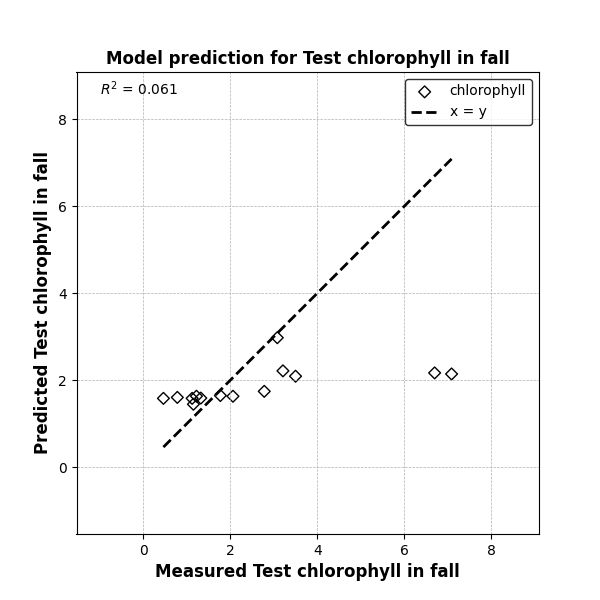 Model prediction for Test chlorophyll in fall
R² = 0.061
chlorophyll
x = y
Predicted Test chlorophyll in fall
8
6
4
2
0
0 2 4 6 8
Measured Test chlorophyll in fall